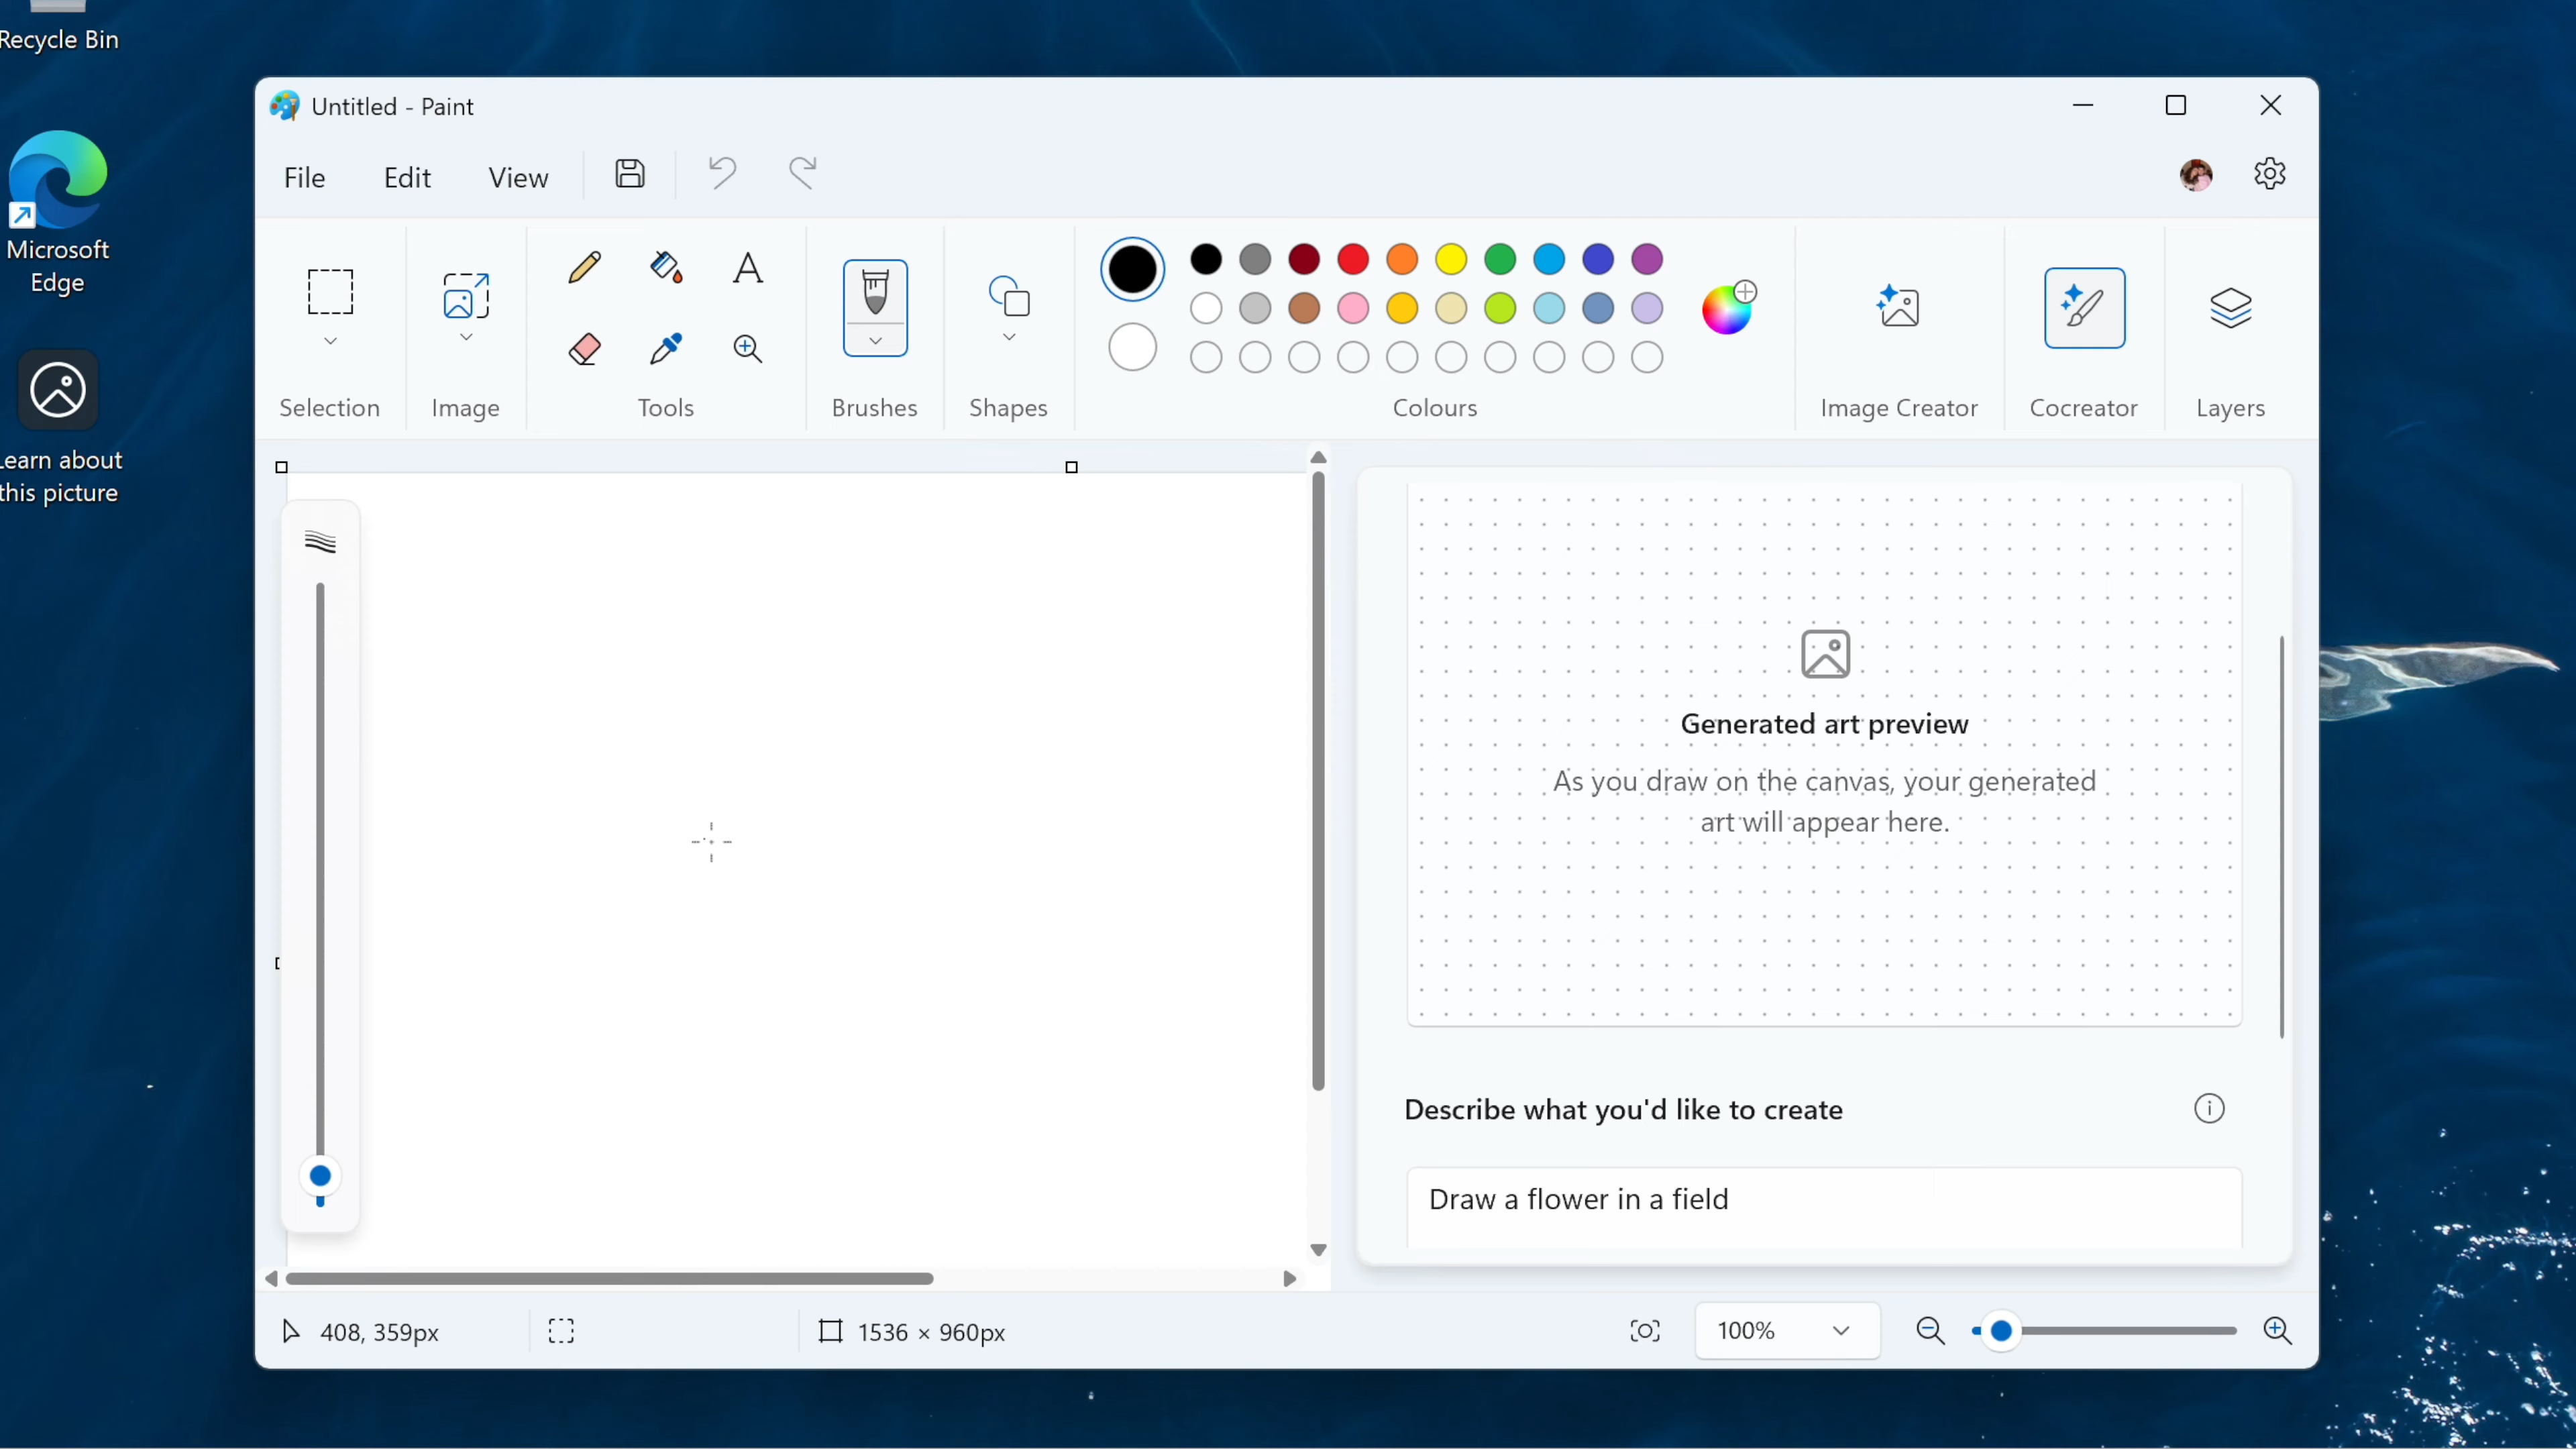 Recycle Bin
Microsoft
Edge
Learn about
this picture
Untitled - Paint
File Edit View
Selection Image Tools Brushes Shapes Colours Image Creator Cocreator Layers
Generated art preview
As you draw on the canvas, your generated
art will appear here.
Describe what you'd like to create
Draw a flower in a field
408, 359px 1536 × 960px 100%